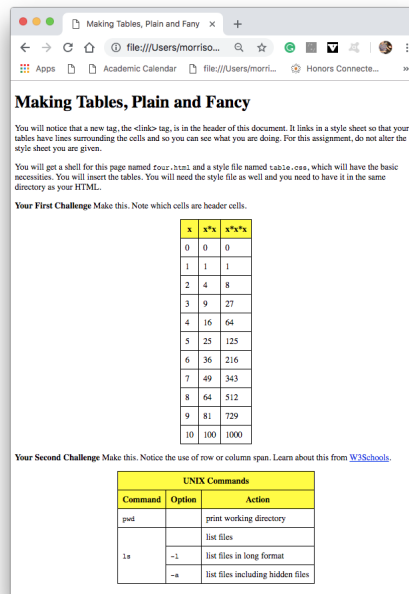 Making Tables, Plain and Fany
file:///Users/morriso...
Apps Academic Calendar file:///Users/morri... Honors Connecte...
Making Tables, Plain and Fancy
You will notice that a new tag, the <link> tag, is in the header of this document. It links in a style sheet so that your
tables have lines surrounding the cells and so you can see what you are doing. For this assignment, do not alter the
style sheet you are given.
You will get a shell for this page named four.html and a style file named table.css, which will have the basic
necessities. You will insert the tables. You will need the style file as well and you need to have it in the same
directory as your HTML.
Your First Challenge Make this. Note which cells are header cells.
x x*x x*x*x
0 0 0
1 1 1
2 4 8
3 9 27
4 16 64
5 25 125
6 36 216
7 49 343
8 64 512
9 81 729
10 100 1000
Your Second Challenge Make this. Notice the use of row or column span. Learn about this from W3Schools.
UNIX Commands
Command Option Action
pwd print working directory
list files
ls -l list files in long format
-a list files including hidden files